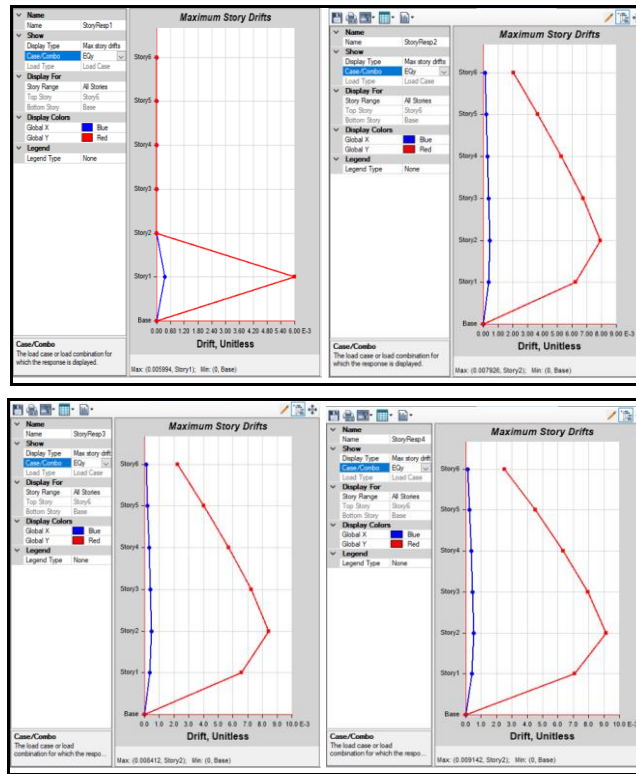 Name
Name StoryResp1
Show
Display Type Max story drifts
Case/Combo EQy
Load Type Load Case
Display For
Story Range All Stories
Top Story Story6
Bottom Story Base
Display Colors
Global X Blue
Global Y Red
Legend
Legend Type None
Case/Combo
The load case or load combination for
which the response is displayed.
Maximum Story Drifts
Story6
Story5
Story4
Story3
Story2
Story1
Base
0.00 0.60 1.20 1.80 2.40 3.00 3.60 4.20 4.80 5.40 6.00 E-3
Drift, Unitless
Max: (0.005994, Story1); Min: (0, Base)
Name
Name StoryResp2
Show
Display Type Max story drifts
Case/Combo EQy
Load Type Load Case
Display For
Story Range All Stories
Top Story Story6
Bottom Story Base
Display Colors
Global X Blue
Global Y Red
Legend
Legend Type None
Maximum Story Drifts
Story6
Story5
Story4
Story3
Story2
Story1
Base
0.00 1.00 2.00 3.00 4.00 5.00 6.00 7.00 8.00 9.00 E-3
Drift, Unitless
Max: (0.007926, Story2); Min: (0, Base)
Name
Name StoryResp3
Show
Display Type Max story drift
Case/Combo EQy
Load Type Load Case
Display For
Story Range All Stories
Top Story Story6
Bottom Story Base
Display Colors
Global X Blue
Global Y Red
Legend
Legend Type None
Case/Combo
The load case or load
combination for which the respo...
Maximum Story Drifts
Story6
Story5
Story4
Story3
Story2
Story1
Base
0.0 1.0 2.0 3.0 4.0 5.0 6.0 7.0 8.0 9.0 10.0 E-3
Drift, Unitless
Max: (0.008412, Story2); Min: (0, Base)
Name
Name StoryResp4
Show
Display Type Max story drift
Case/Combo EQy
Load Type Load Case
Display For
Story Range All Stories
Top Story Story6
Bottom Story Base
Display Colors
Global X Blue
Global Y Red
Legend
Legend Type None
Case/Combo
The load case or load
combination for which the respo...
Maximum Story Drifts
Story6
Story5
Story4
Story3
Story2
Story1
Base
0.0 1.0 2.0 3.0 4.0 5.0 6.0 7.0 8.0 9.0 10.0 E-3
Drift, Unitless
Max: (0.009142, Story2); Min: (0, Base)